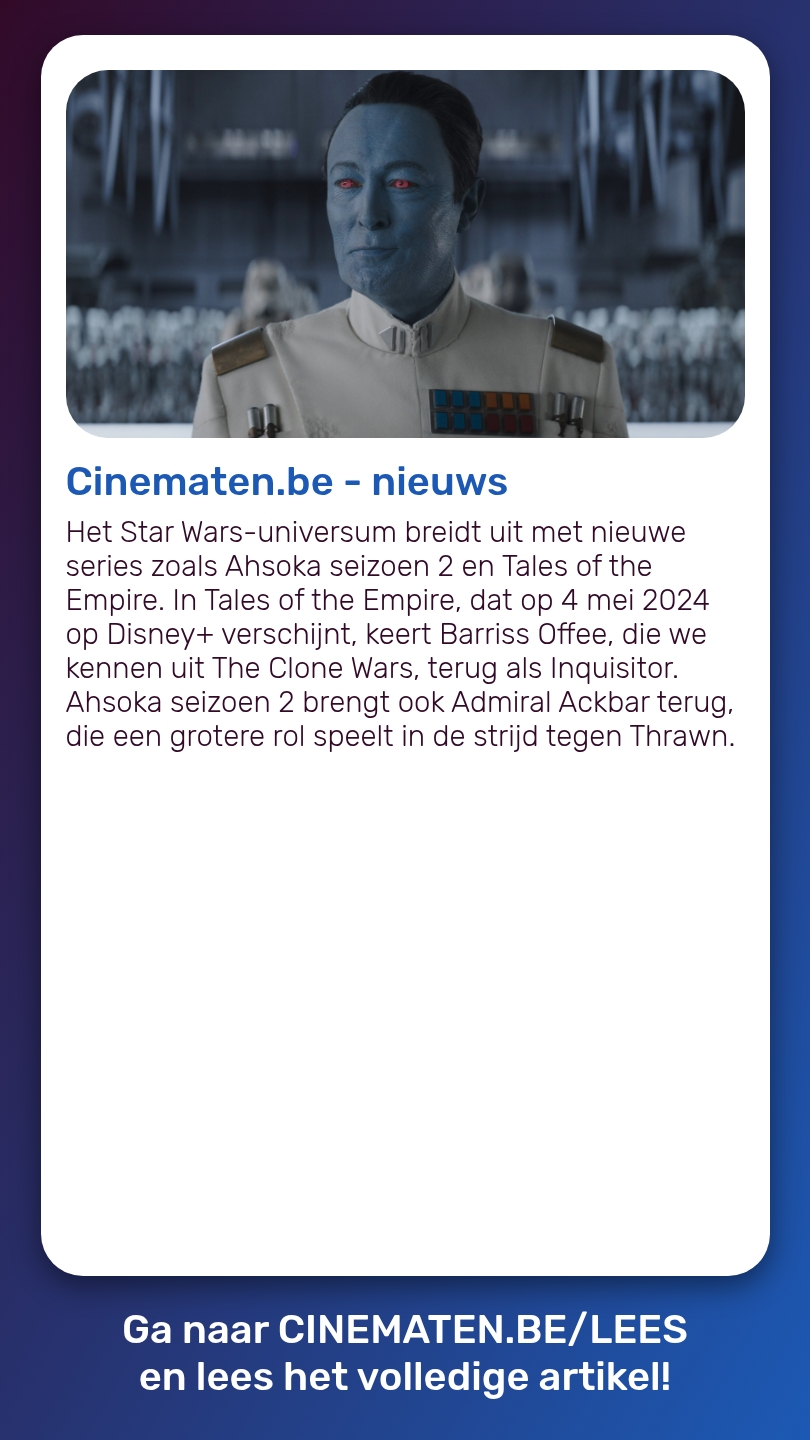 Cinematen.be - nieuws
Het Star Wars-universum breidt uit met nieuwe
series zoals Ahsoka seizoen 2 en Tales of the
Empire. In Tales of the Empire, dat op 4 mei 2024
op Disney+ verschijnt, keert Barriss Offee, die we
kennen uit The Clone Wars, terug als Inquisitor.
Ahsoka seizoen 2 brengt ook Admiral Ackbar terug,
die een grotere rol speelt in de strijd tegen Thrawn.
Ga naar CINEMATEN.BE/LEES
en lees het volledige artikel!